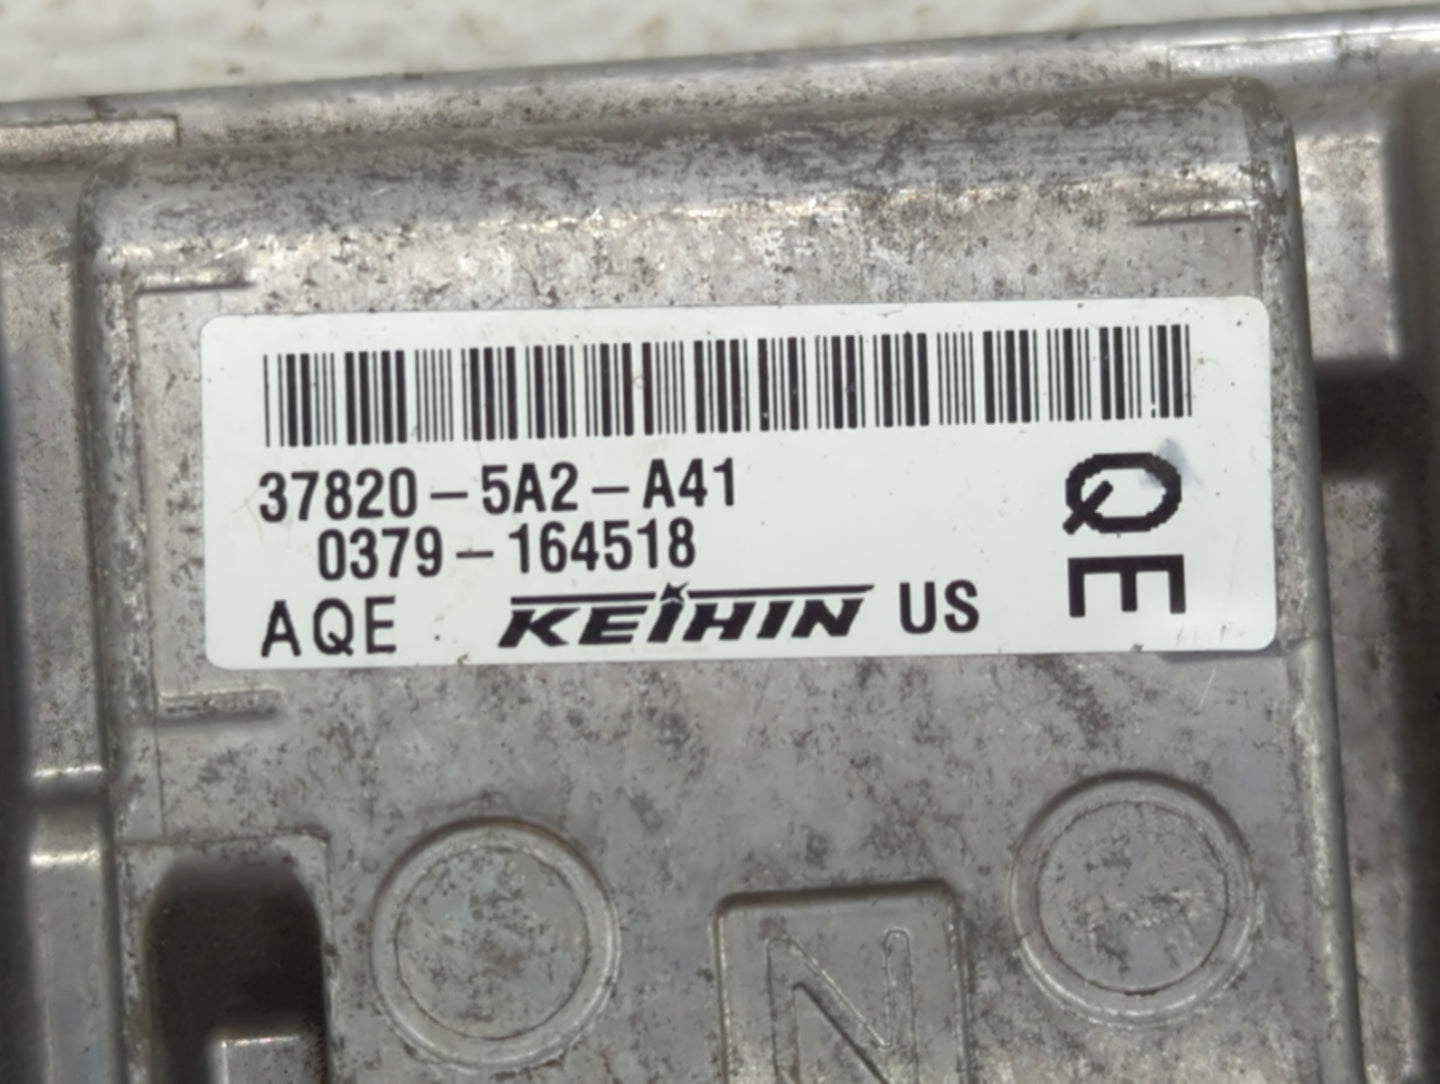 37820-5A2-A41
0379-164518
AQE KEIHIN US
QE
N